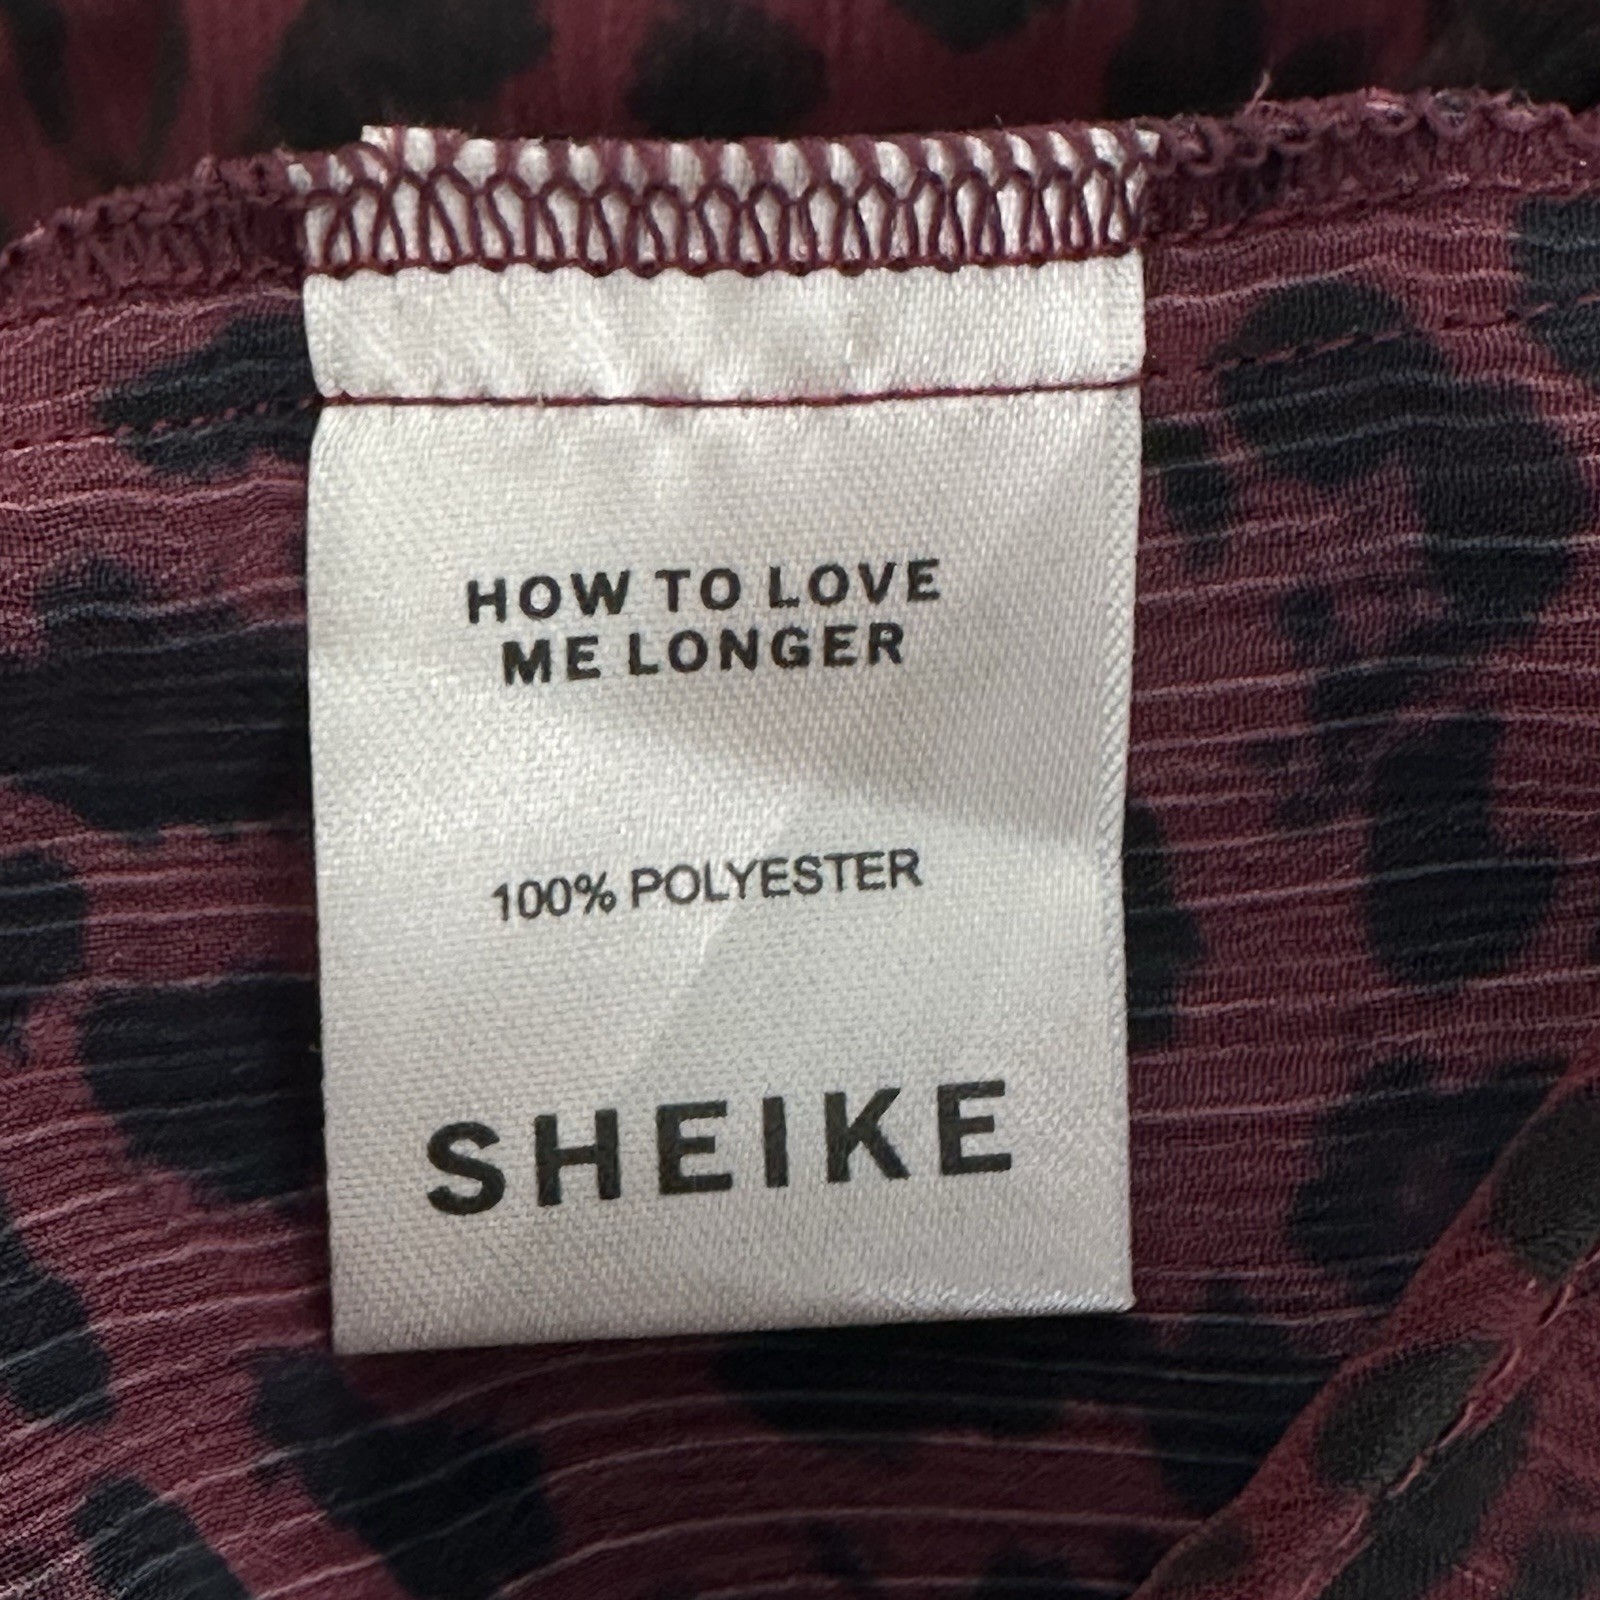 HOW TO LOVE
ME LONGER
100% POLYESTER
SHEIKE